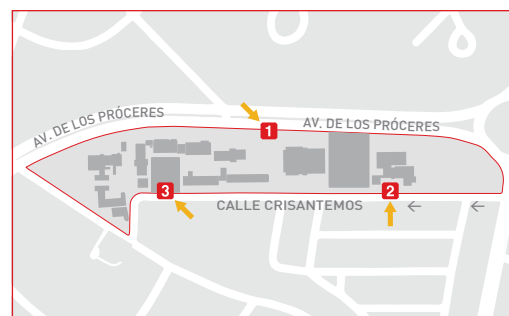 AV. DE LOS PRÓCERES
1
AV. DE LOS PRÓCERES
3
CALLE CRISANTEMOS
2